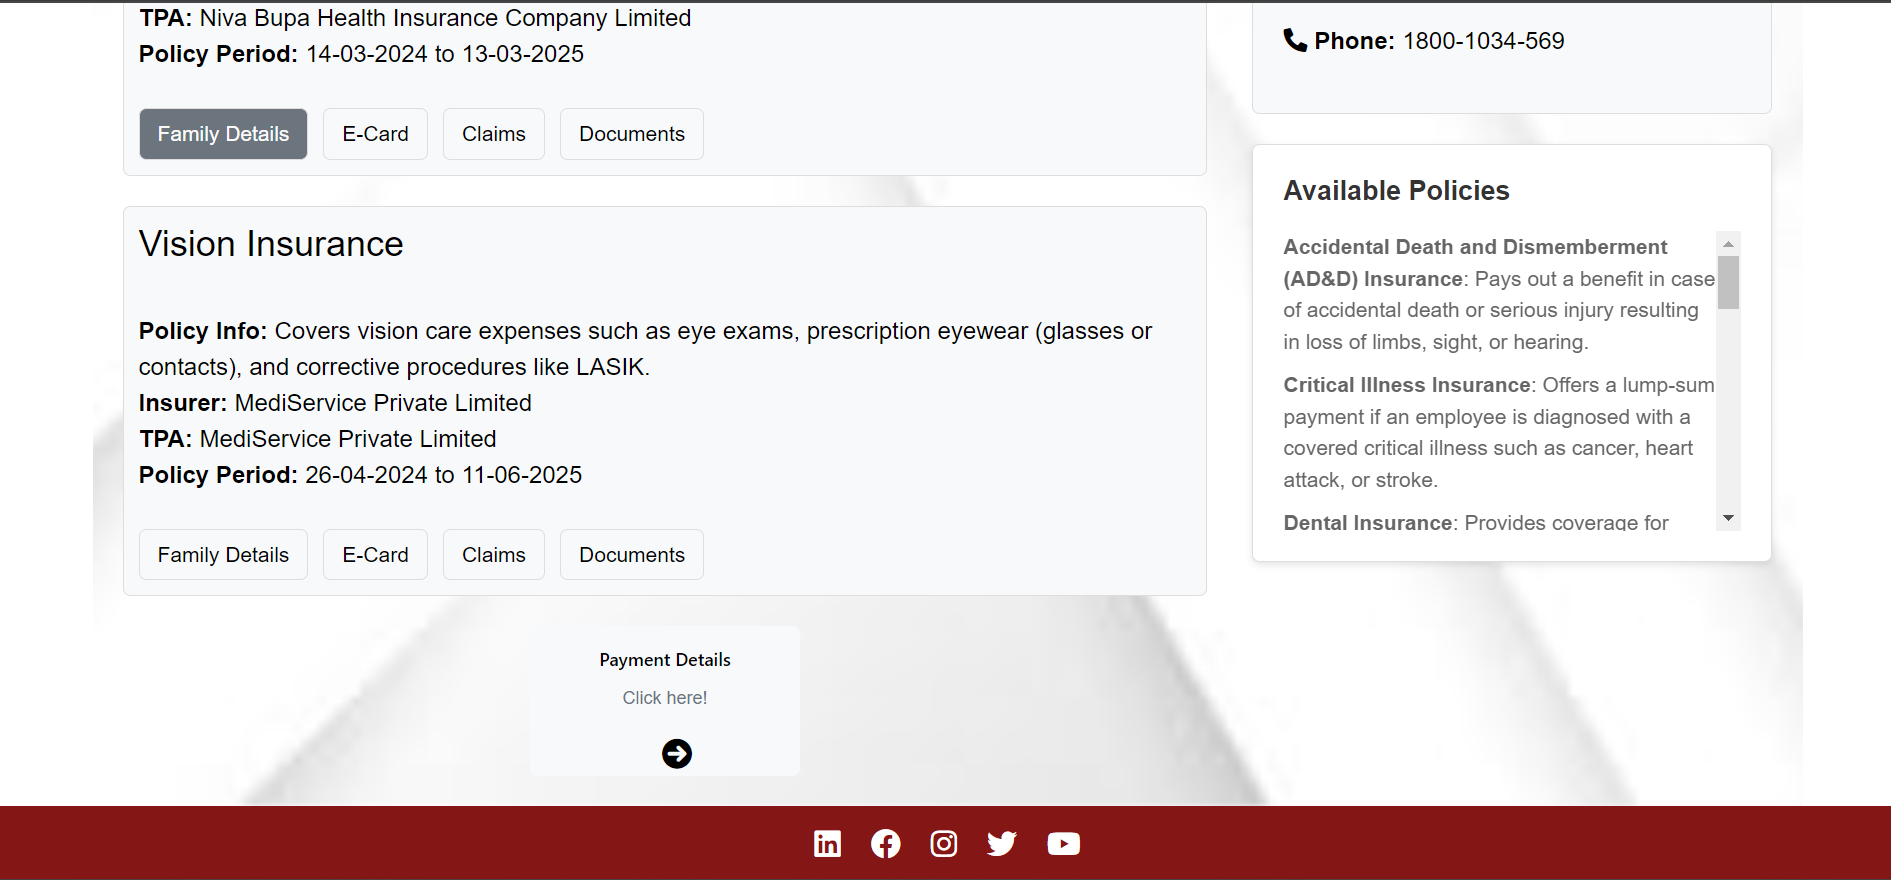 TPA: Niva Bupa Health Insurance Company Limited
Policy Period: 14-03-2024 to 13-03-2025
Family Details
E-Card
Claims
Documents
Vision Insurance
Policy Info: Covers vision care expenses such as eye exams, prescription eyewear (glasses or
contacts), and corrective procedures like LASIK.
Insurer: MediService Private Limited
TPA: MediService Private Limited
Policy Period: 26-04-2024 to 11-06-2025
Family Details
E-Card
Claims
Documents
Payment Details
Click here!
Phone: 1800-1034-569
Available Policies
Accidental Death and Dismemberment
(AD&D) Insurance: Pays out a benefit in case
of accidental death or serious injury resulting
in loss of limbs, sight, or hearing.
Critical Illness Insurance: Offers a lump-sum
payment if an employee is diagnosed with a
covered critical illness such as cancer, heart
attack, or stroke.
Dental Insurance: Provides coverage for